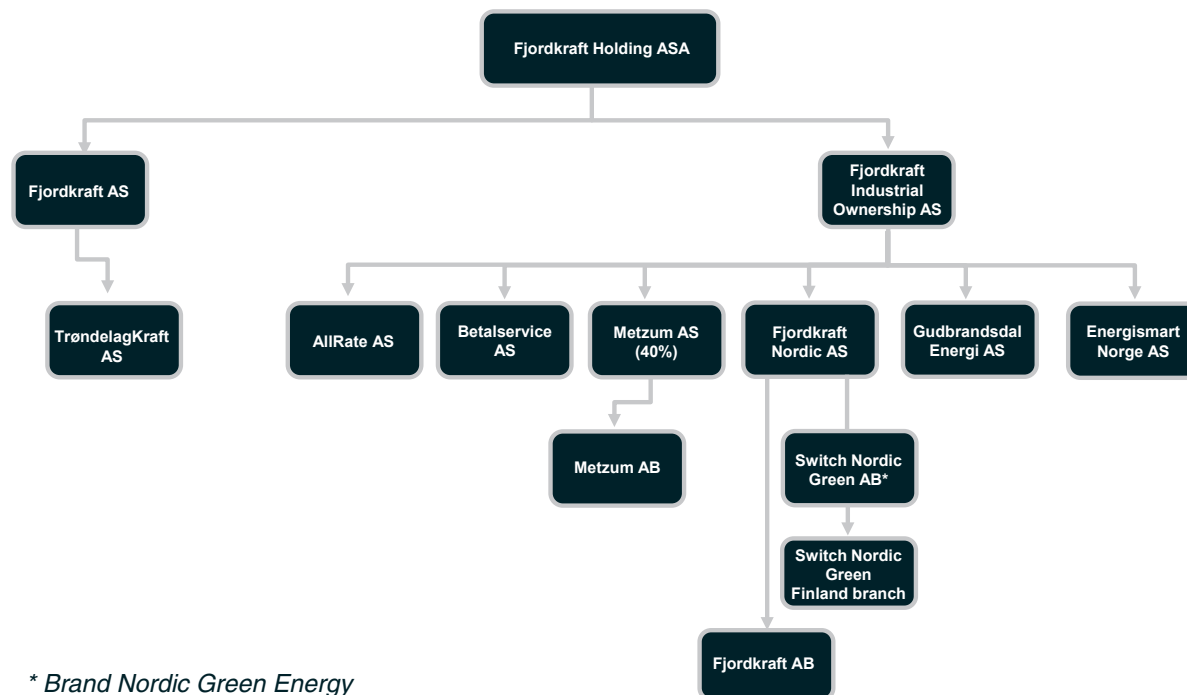 Fjordkraft Holding ASA
Fjordkraft AS
Fjordkraft
Industrial
Ownership AS
TrøndelagKraft
AS
AllRate AS
Betalservice
AS
Metzum AS
(40%)
Fjordkraft
Nordic AS
Gudbrandsdal
Energi AS
Energismart
Norge AS
Metzum AB
Switch Nordic
Green AB*
Switch Nordic
Green
Finland branch
Fjordkraft AB
* Brand Nordic Green Energy